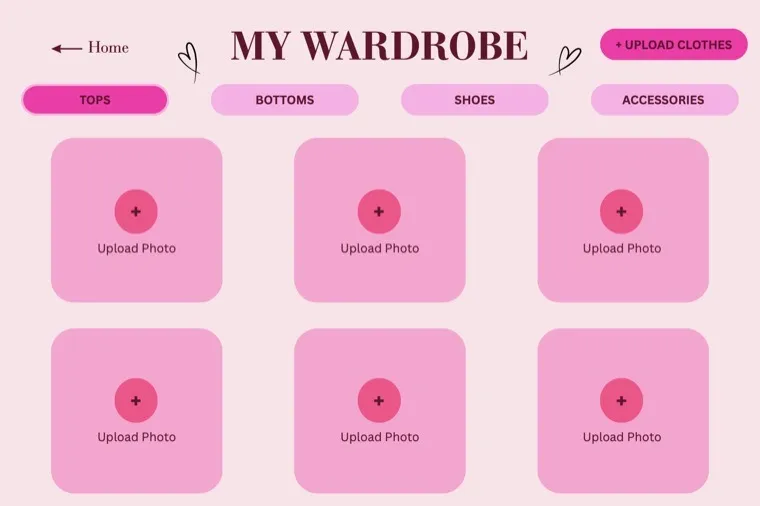 Home
MY WARDROBE
+ UPLOAD CLOTHES
TOPS
BOTTOMS
SHOES
ACCESSORIES
+
+
+
Upload Photo
Upload Photo
Upload Photo
+
+
+
Upload Photo
Upload Photo
Upload Photo